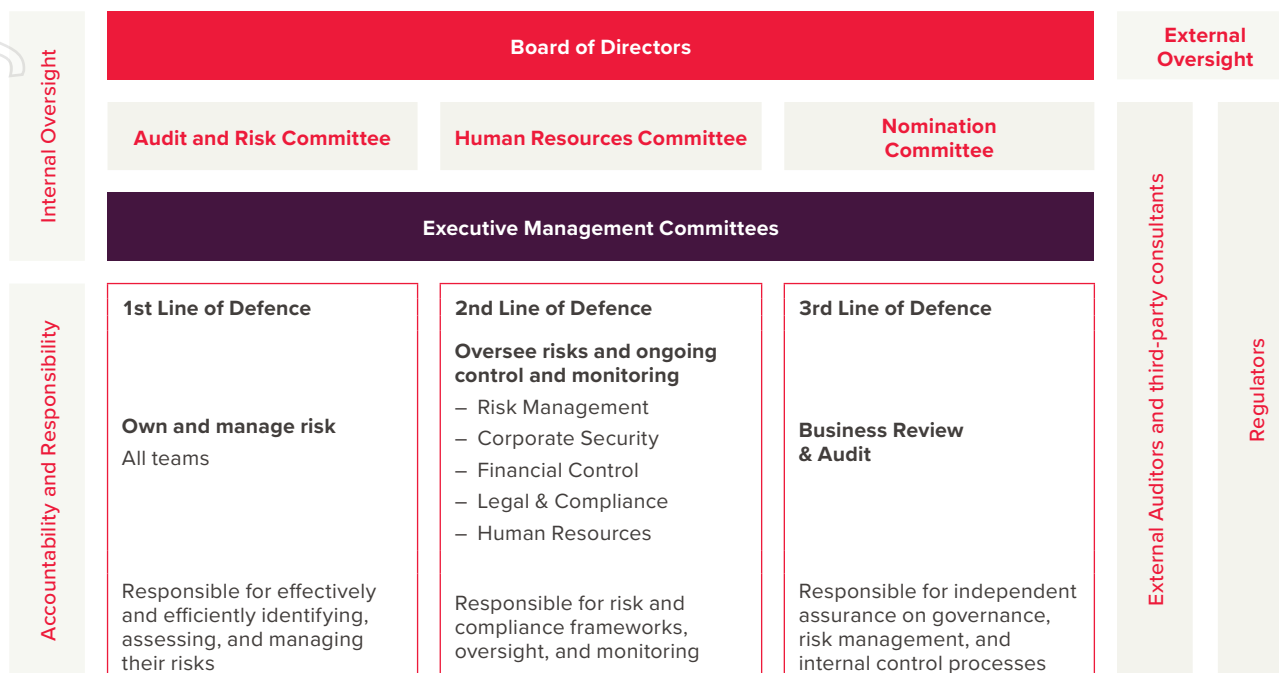 Internal Oversight
Board of Directors
External
Oversight
Audit and Risk Committee
Human Resources Committee
Nomination
Committee
Executive Management Committees
Accountability and Responsibility
1st Line of Defence
Own and manage risk
All teams
Responsible for effectively
and efficiently identifying,
assessing, and managing
their risks
2nd Line of Defence
Oversee risks and ongoing
control and monitoring
– Risk Management
– Corporate Security
– Financial Control
– Legal & Compliance
– Human Resources
Responsible for risk and
compliance frameworks,
oversight, and monitoring
3rd Line of Defence
Business Review
& Audit
Responsible for independent
assurance on governance,
risk management, and
internal control processes
External Auditors and third-party consultants
Regulators